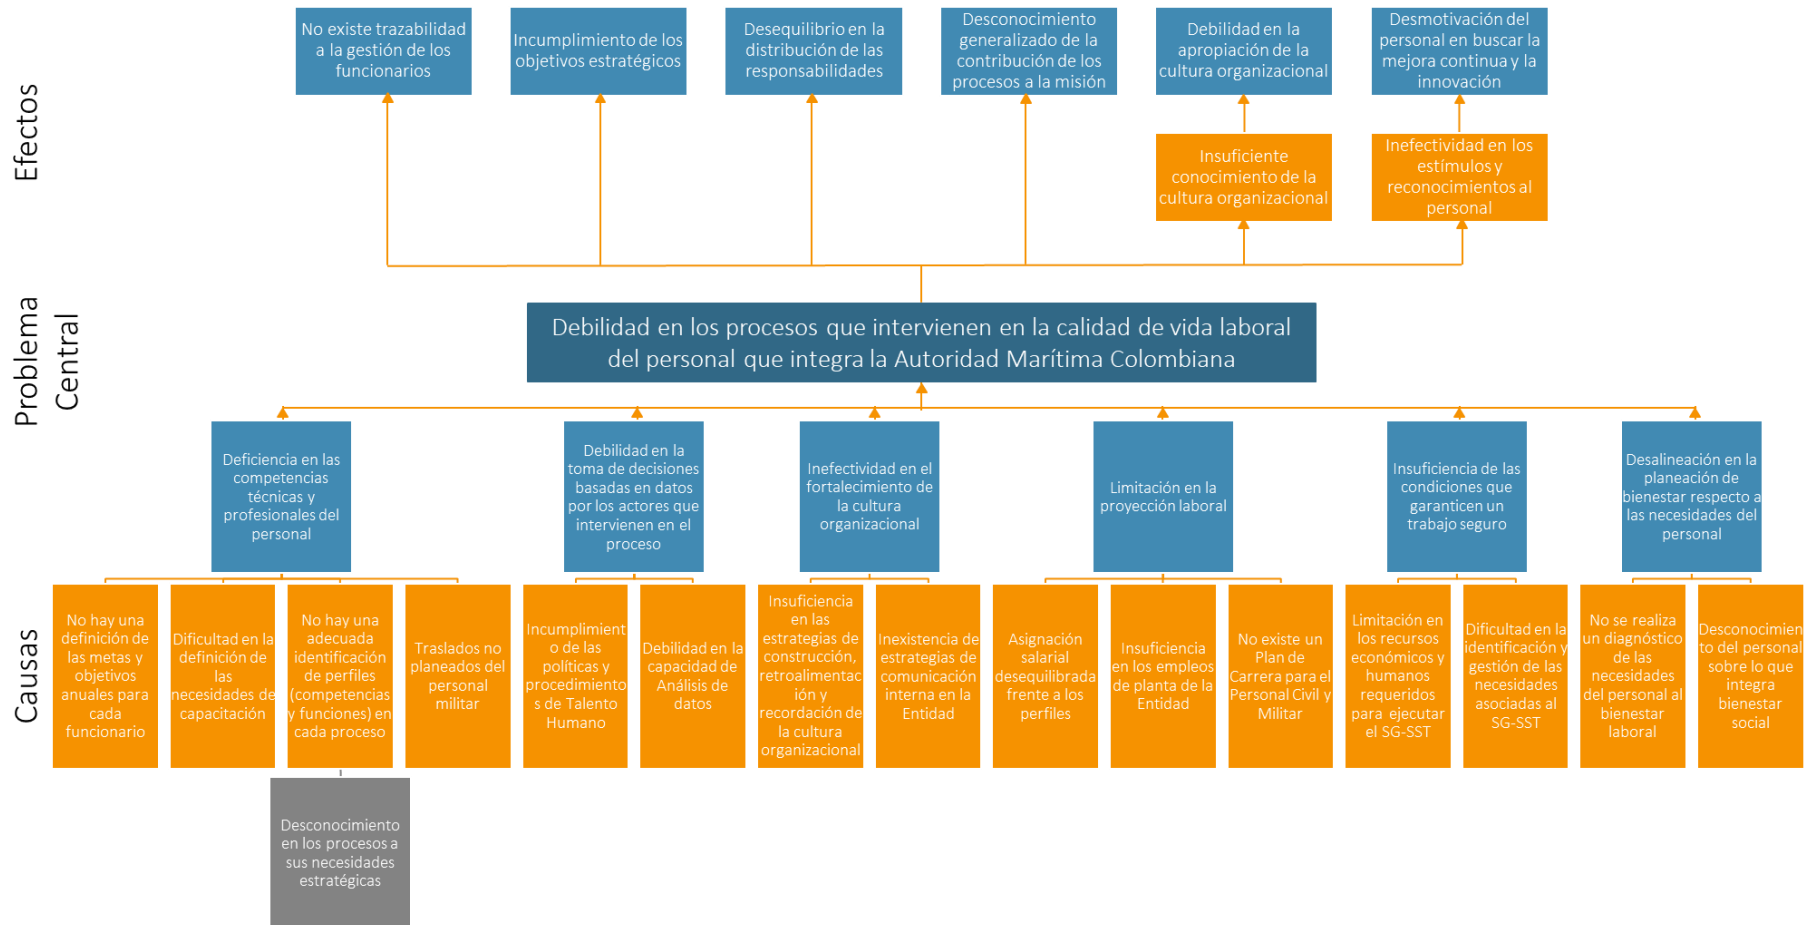 Efectos
No existe trazabilidad
a la gestión de los
funcionarios
Incumplimiento de los
objetivos estratégicos
Desequilibrio en la
distribución de las
responsabilidades
Desconocimiento
generalizado de la
contribución de los
procesos a la misión
Debilidad en la
apropiación de la
cultura organizacional
Desmotivación del
personal en buscar la
mejora continua y la
innovación
Insuficiente
conocimiento de la
cultura organizacional
Inefectividad en los
estímulos y
reconocimientos al
personal
Problema
Central
Debilidad en los procesos que intervienen en la calidad de vida laboral
del personal que integra la Autoridad Marítima Colombiana
Causas
Deficiencia en las
competencias
técnicas y
profesionales del
personal
Debilidad en la
toma de decisiones
basadas en datos
por los actores que
intervienen en el
proceso
Inefectividad en el
fortalecimiento de
la cultura
organizacional
Limitación en la
proyección laboral
Insuficiencia de las
condiciones que
garanticen un
trabajo seguro
Desalineación en la
planeación de
bienestar respecto a
las necesidades del
personal
No hay una
definición de
las metas y
objetivos
anuales para
cada
funcionario
Dificultad en la
definición de
las
necesidades de
capacitación
No hay una
adecuada
identificación
de perfiles
(competencias
y funciones) en
cada proceso
Traslados no
planeados del
personal
militar
Incumplimient
o de las
políticas y
procedimiento
s de Talento
Humano
Debilidad en la
capacidad de
Análisis de
datos
Insuficiencia
en las
estrategias de
construcción,
retroalimentac
ión y
recordación de
la cultura
organizacional
Inexistencia de
estrategias de
comunicación
interna en la
Entidad
Asignación
salarial
desequilibrada
frente a los
perfiles
Insuficiencia
en los empleos
de planta de la
Entidad
No existe un
Plan de
Carrera para el
Personal Civil y
Militar
Limitación en
los recursos
económicos y
humanos
requeridos
para ejecutar
el SG-SST
Dificultad en la
identificación y
gestión de las
necesidades
asociadas al
SG-SST
No se realiza
un diagnóstico
de las
necesidades
del personal al
bienestar
laboral
Desconocimien
to del personal
sobre lo que
integra
bienestar
social
Desconocimiento
en los procesos a
sus necesidades
estratégicas